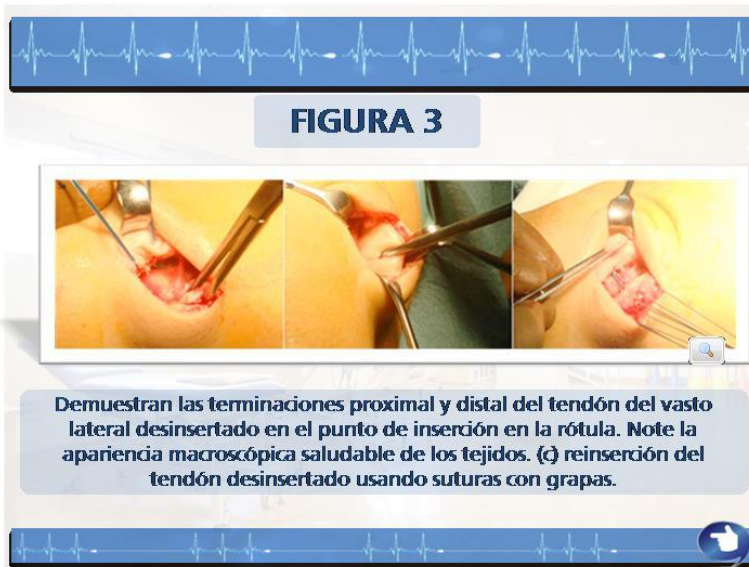 FIGURA 3
Demuestran las terminaciones proximal y distal del tendón del vasto
lateral desinsertado en el punto de inserción en la rótula. Note la
apariencia macroscópica saludable de los tejidos. (c) reinserción del
tendón desinsertado usando suturas con grapas.